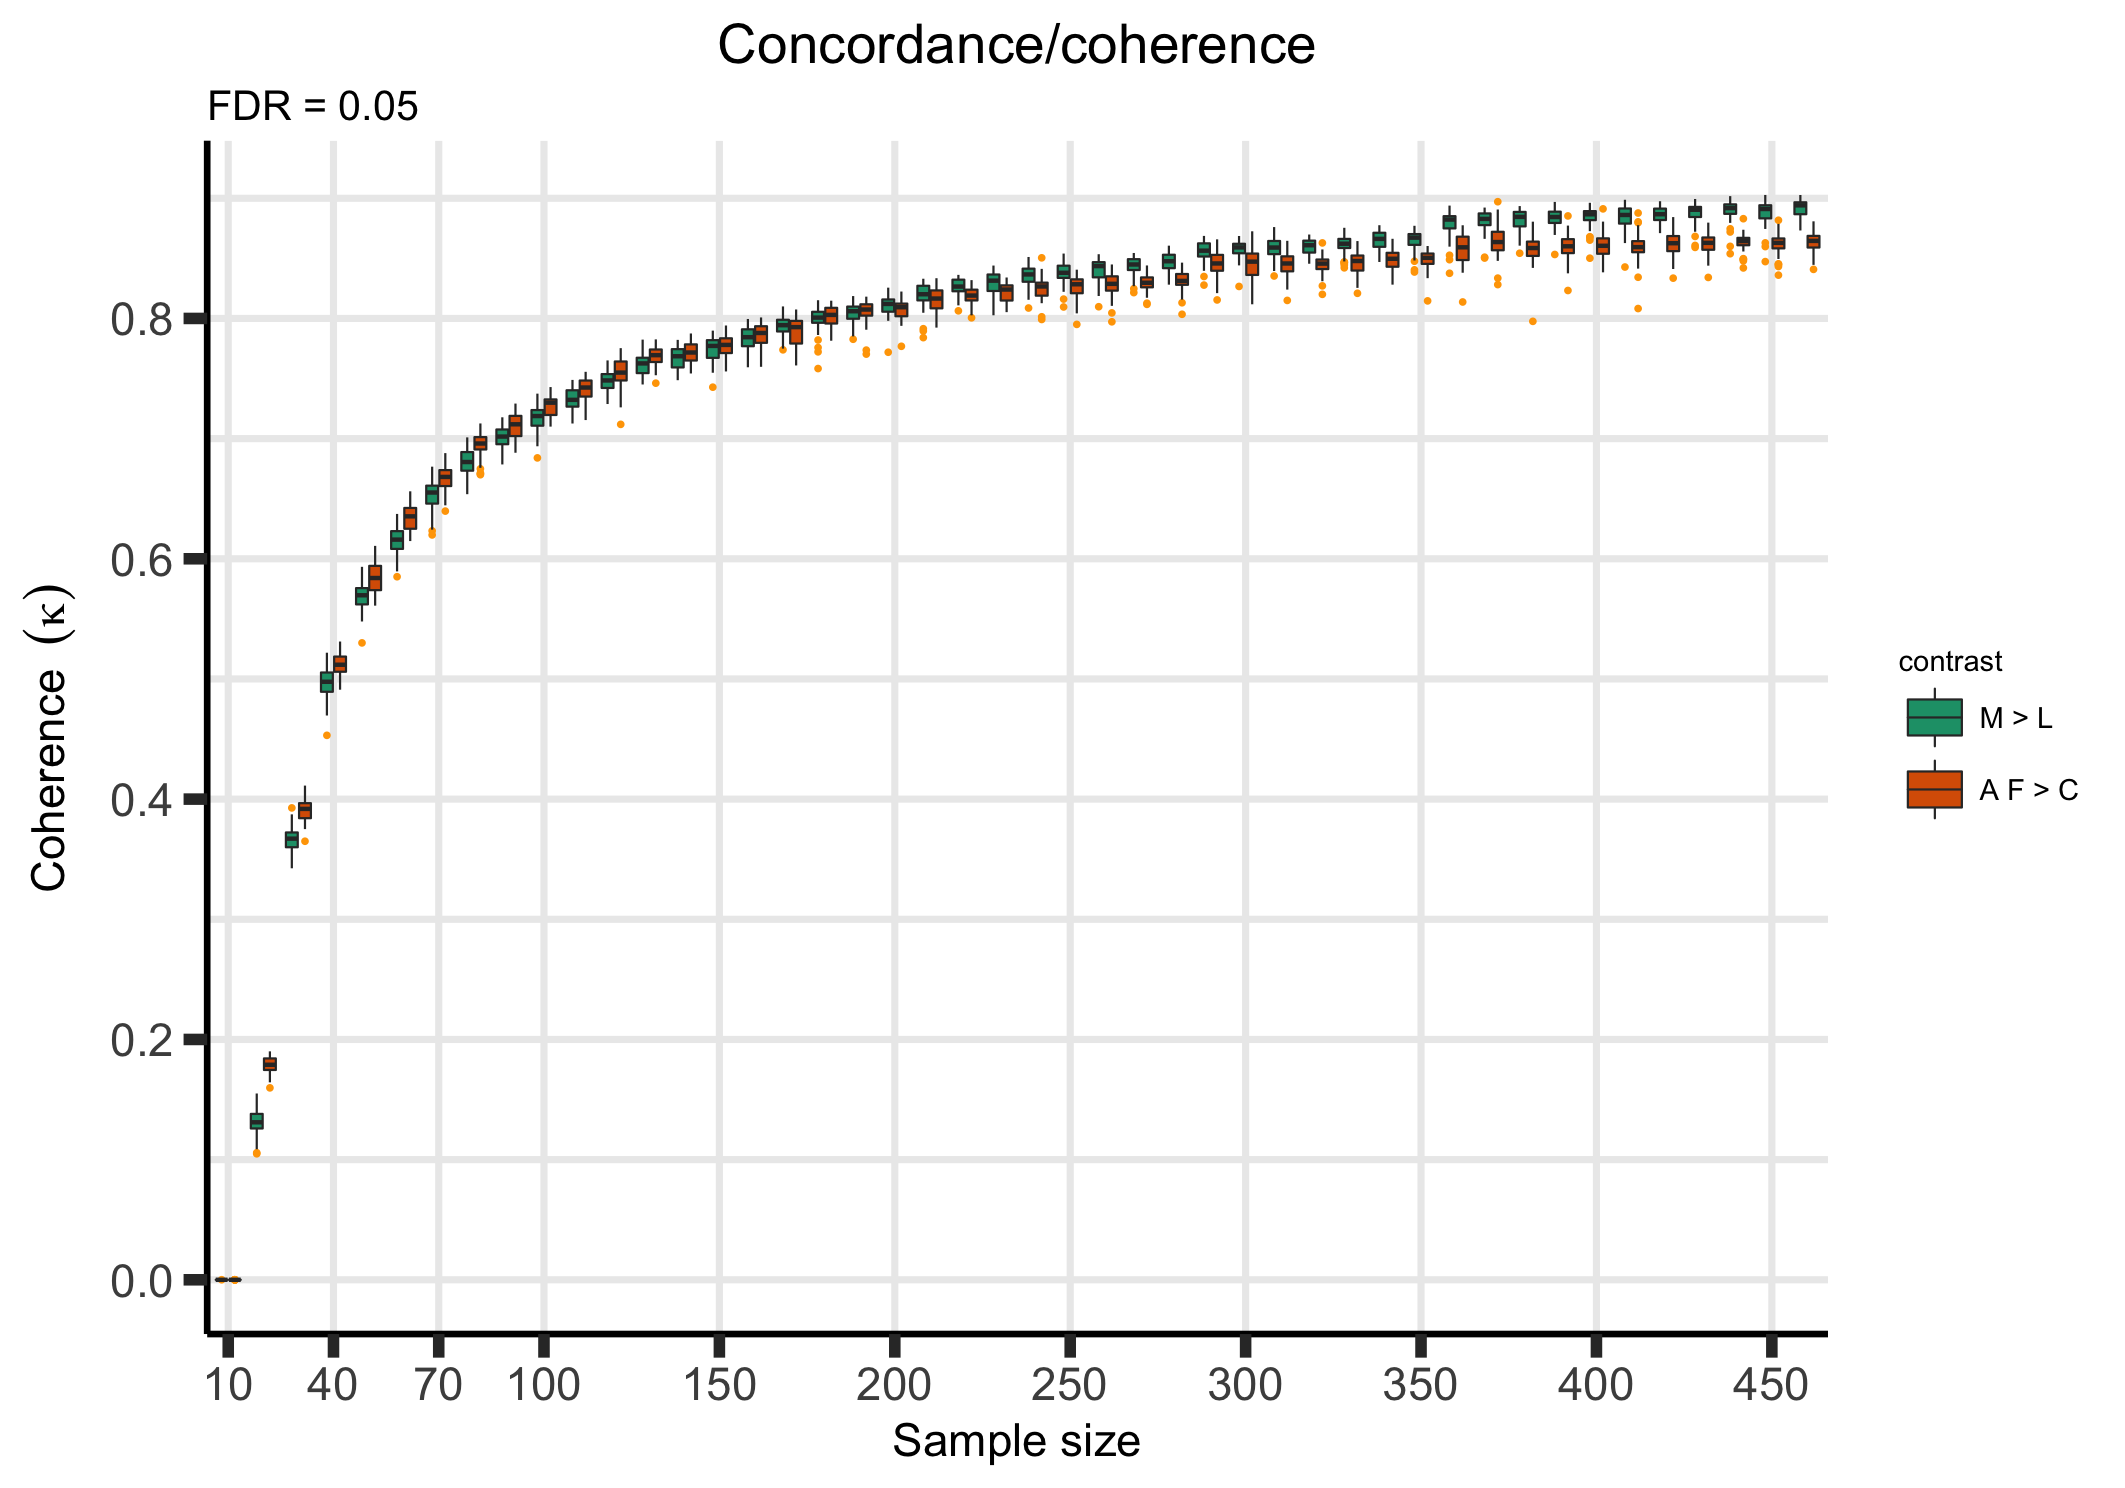 Concordance/coherence
FDR = 0.05
Coherence (κ)
0.8
0.6
0.4
0.2
0.0
10 40 70 100 150 200 250 300 350 400 450
Sample size
contrast
M > L
A F > C